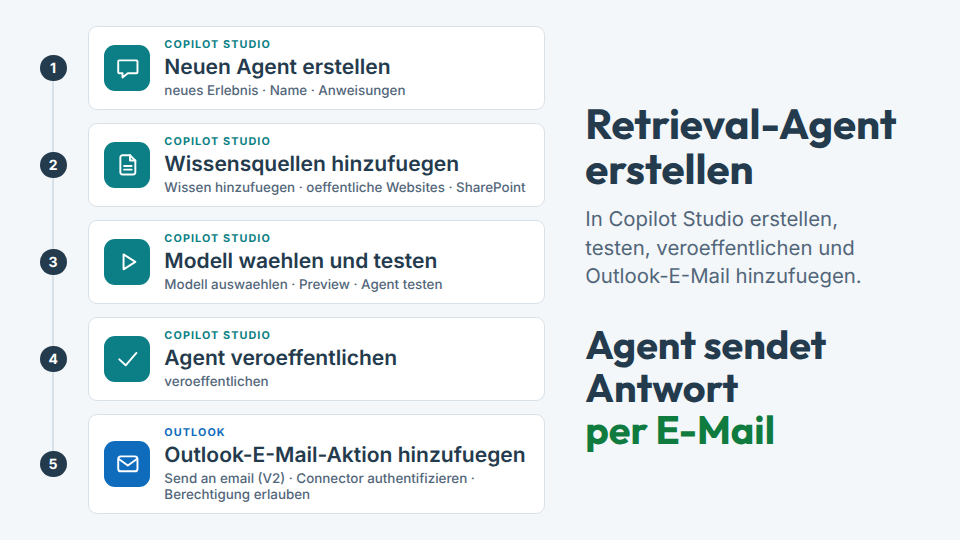 1
COPILOT STUDIO
Neuen Agent erstellen
neues Erlebnis · Name · Anweisungen
2
COPILOT STUDIO
Wissensquellen hinzufuegen
Wissen hinzufuegen · oeffentliche Websites · SharePoint
3
COPILOT STUDIO
Modell waehlen und testen
Modell auswaehlen · Preview · Agent testen
4
COPILOT STUDIO
Agent veroeffentlichen
veroeffentlichen
5
OUTLOOK
Outlook-E-Mail-Aktion hinzufuegen
Send an email (V2) · Connector authentifizieren ·
Berechtigung erlauben
Retrieval-Agent
erstellen
In Copilot Studio erstellen,
testen, veroeffentlichen und
Outlook-E-Mail hinzufuegen.
Agent sendet
Antwort
per E-Mail